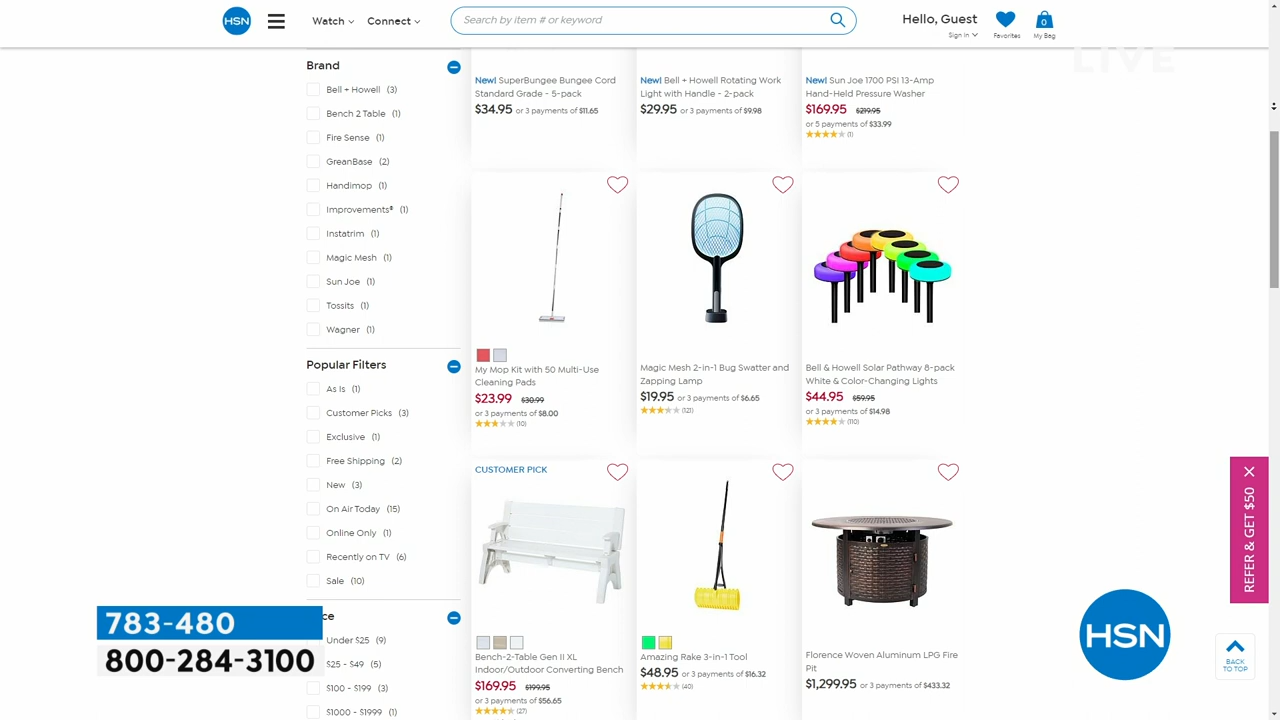 HSN
Watch
Connect
Search by item # or keyword
Hello, Guest
Sign In
Favorites
0
My Bag
LIVE
Brand
Bell + Howell (3)
Bench 2 Table (1)
Fire Sense (1)
GreanBase (2)
Handimop (1)
Improvements® (1)
Instatrim (1)
Magic Mesh (1)
Sun Joe (1)
Tossits (1)
Wagner (1)
Popular Filters
As Is (1)
Customer Picks (3)
Exclusive (1)
Free Shipping (2)
New (3)
On Air Today (15)
Online Only (1)
Recently on TV (6)
Sale (10)
ce
Under $25 (9)
$25 - $49 (5)
$100 - $199 (3)
$1000 - $1999 (1)
New! SuperBungee Bungee Cord
Standard Grade - 5-pack
$34.95 or 3 payments of $11.65
New! Bell + Howell Rotating Work
Light with Handle - 2-pack
$29.95 or 3 payments of $9.98
New! Sun Joe 1700 PSI 13-Amp
Hand-Held Pressure Washer
$169.95 $219.95
or 5 payments of $33.99
(1)
My Mop Kit with 50 Multi-Use
Cleaning Pads
$23.99 $30.99
or 3 payments of $8.00
(10)
Magic Mesh 2-in-1 Bug Swatter and
Zapping Lamp
$19.95 or 3 payments of $6.65
(121)
Bell & Howell Solar Pathway 8-pack
White & Color-Changing Lights
$44.95 $59.95
or 3 payments of $14.98
(110)
CUSTOMER PICK
Bench-2-Table Gen II XL
Indoor/Outdoor Converting Bench
$169.95 $199.95
or 3 payments of $56.65
(27)
Amazing Rake 3-in-1 Tool
$48.95 or 3 payments of $16.32
(40)
Florence Woven Aluminum LPG Fire
Pit
$1,299.95 or 3 payments of $433.32
REFER & GET $50
783-480
800-284-3100
HSN
BACK
TO TOP